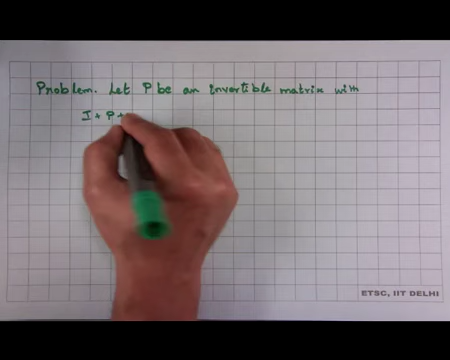 Problem. Let P be an invertible matrix with
I + P +
ETSC, IIT DELHI